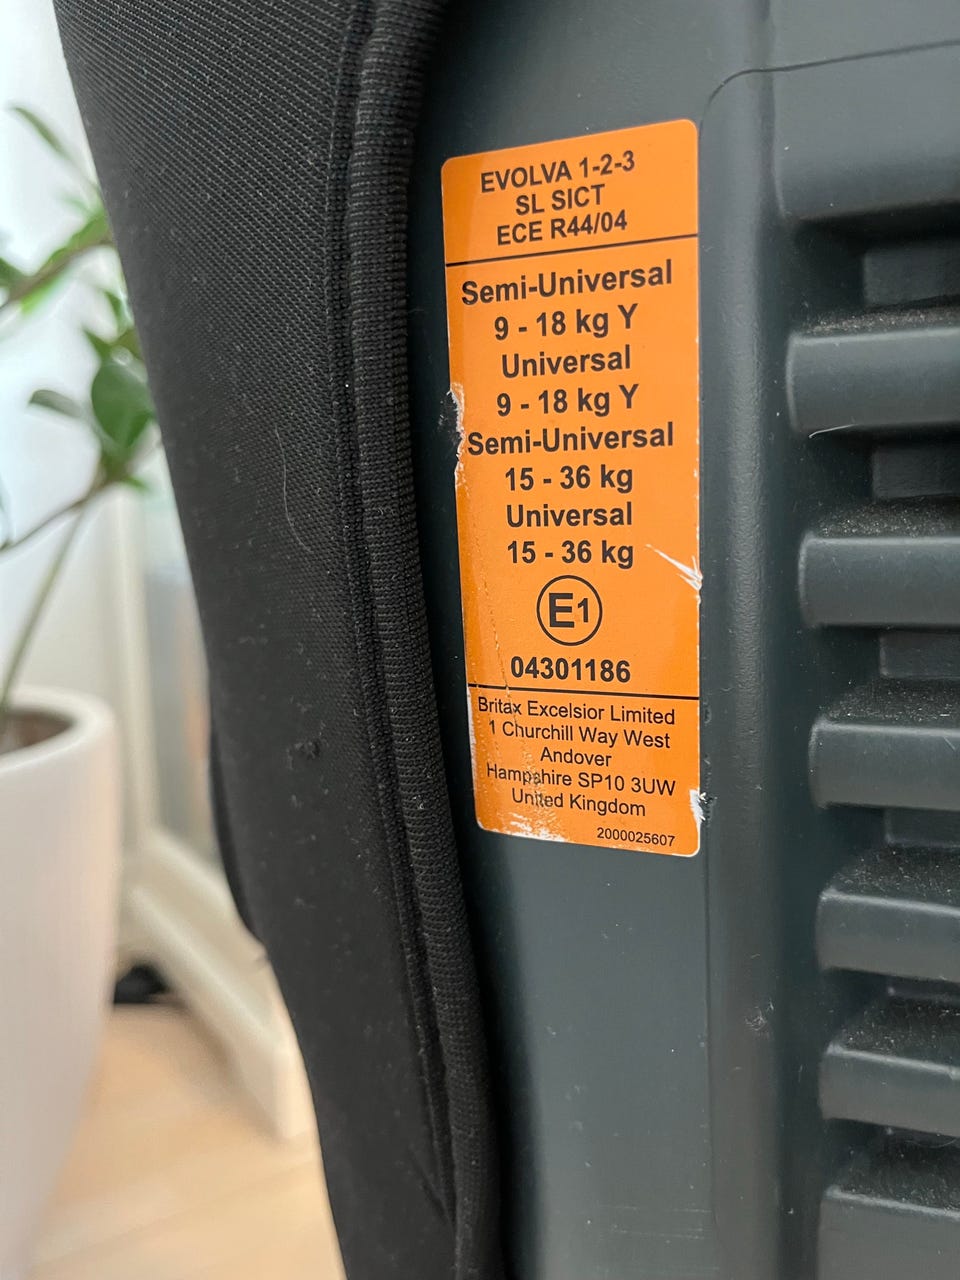 EVOLVA 1-2-3
SL SICT
ECE R44/04
Semi-Universal
9 - 18 kg Y
Universal
9 - 18 kg Y
Semi-Universal
15 - 36 kg
Universal
15 - 36 kg
E1
04301186
Britax Excelsior Limited
1 Churchill Way West
Andover
Hampshire SP10 3UW
United Kingdom
2000025607